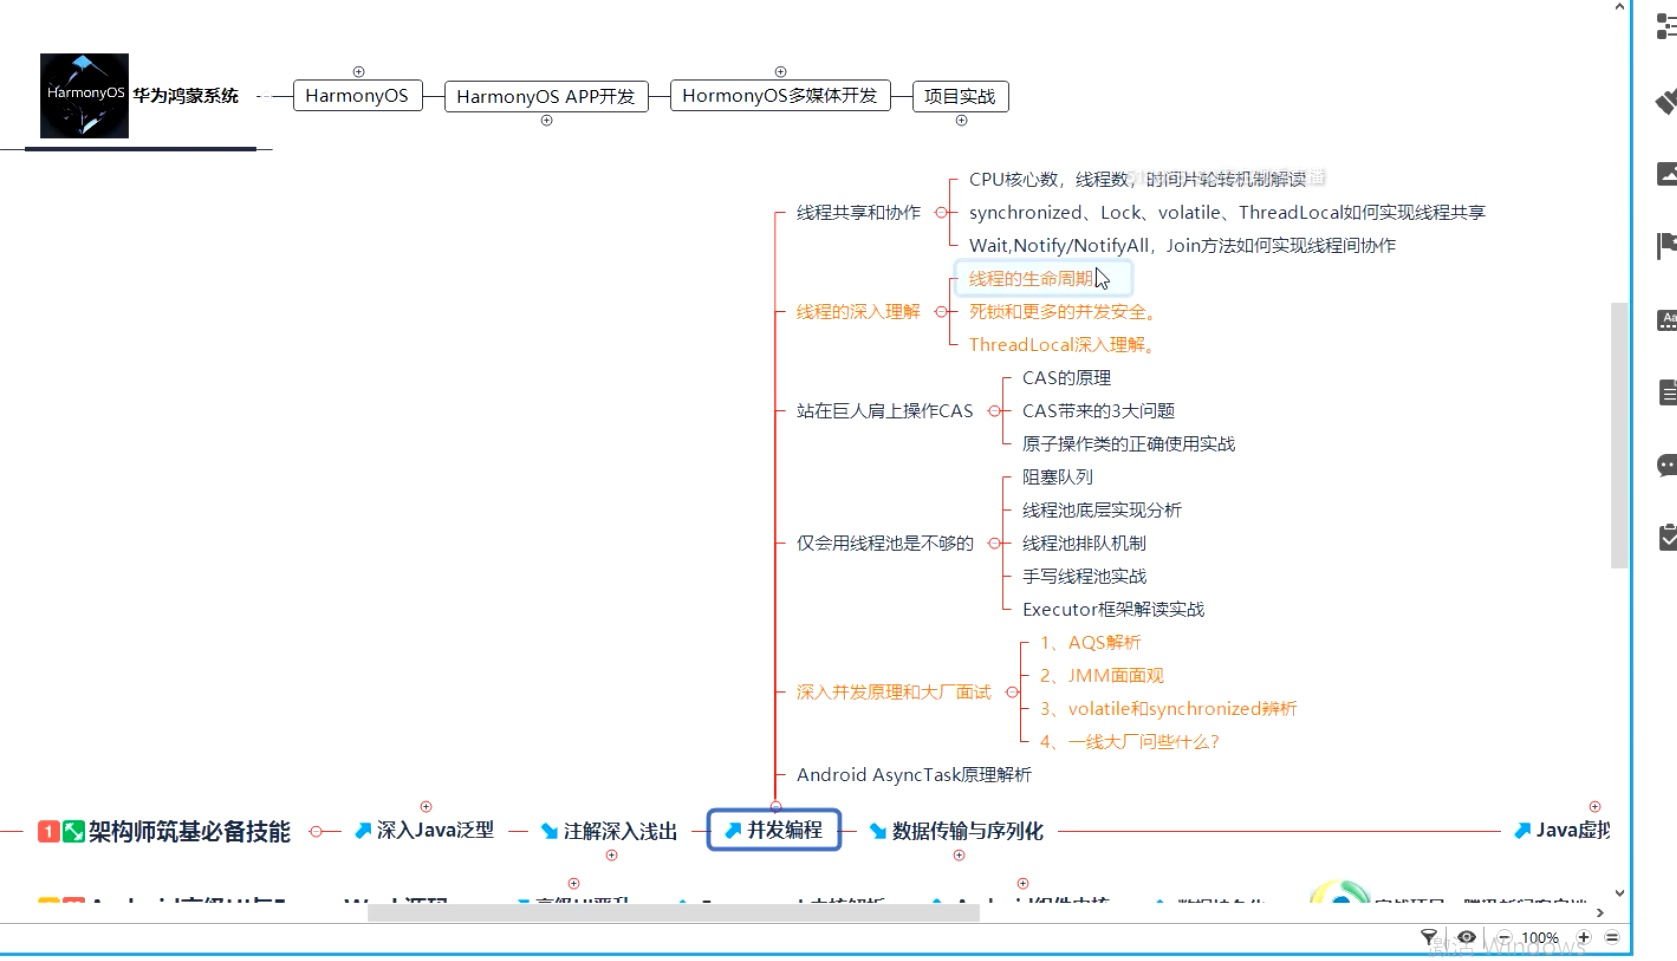 HarmonyOS
华为鸿蒙系统
HarmonyOS
HarmonyOS APP开发
HormonyOS多媒体开发
项目实战
CPU核心数，线程数，时间片轮转机制解读
线程共享和协作
synchronized、Lock、volatile、ThreadLocal如何实现线程共享
Wait,Notify/NotifyAll，Join方法如何实现线程间协作
线程的生命周期
线程的深入理解
死锁和更多的并发安全。
ThreadLocal深入理解。
CAS的原理
站在巨人肩上操作CAS
CAS带来的3大问题
原子操作类的正确使用实战
阻塞队列
线程池底层实现分析
仅会用线程池是不够的
线程池排队机制
手写线程池实战
Executor框架解读实战
1、AQS解析
2、JMM面面观
深入并发原理和大厂面试
3、volatile和synchronized辨析
4、一线大厂问些什么？
Android AsyncTask原理解析
1
架构师筑基必备技能
深入Java泛型
注解深入浅出
并发编程
数据传输与序列化
Java虚拟
100%
激活 Windows